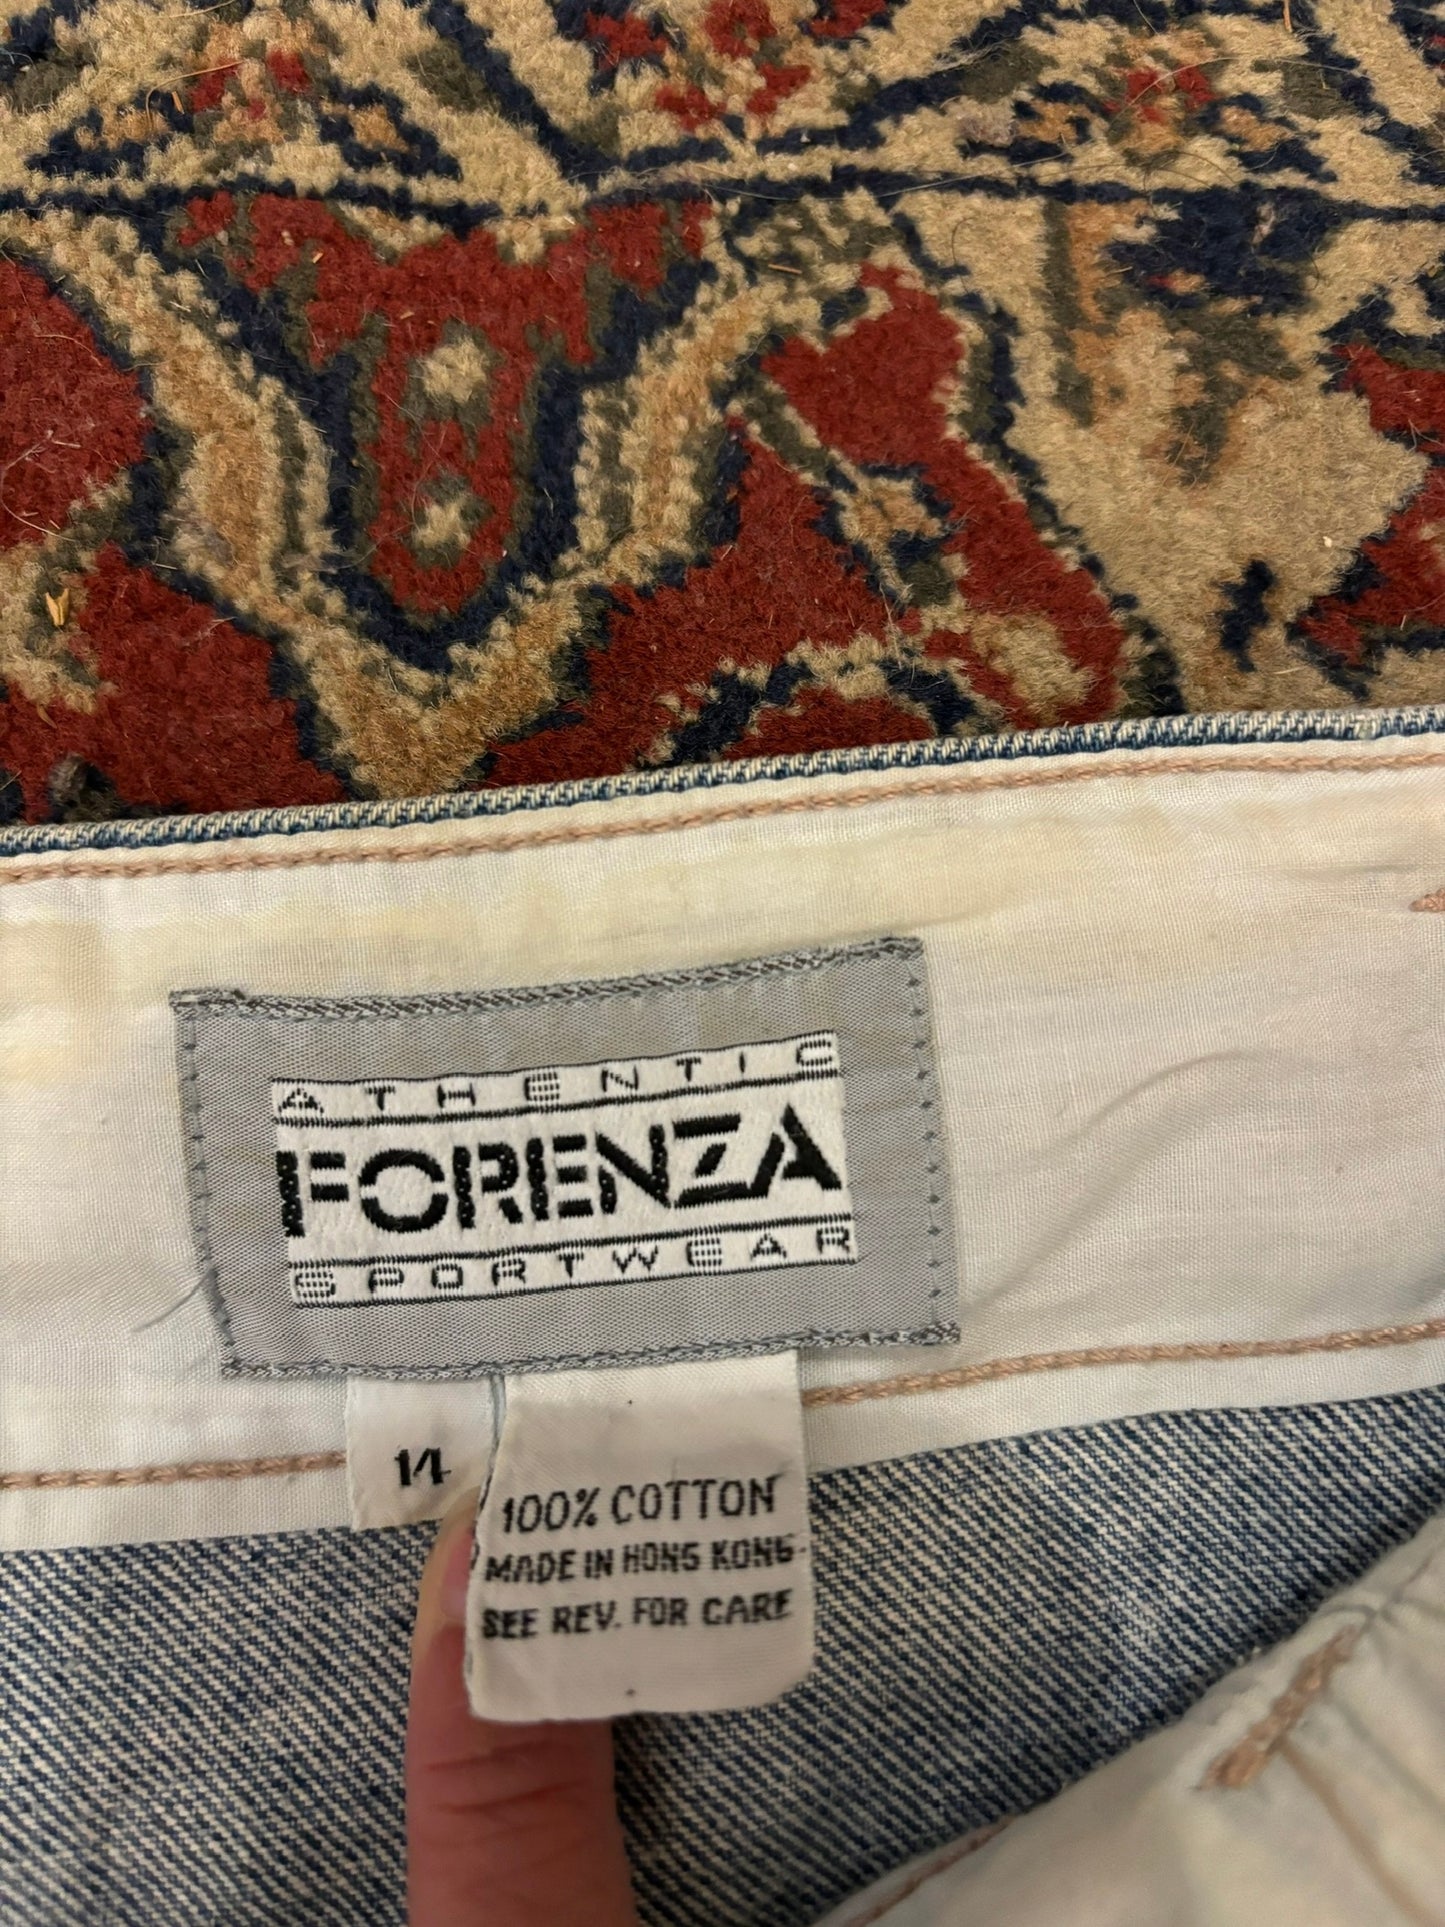 ATHENTIC
FORENZA
SPORTWEAR
14
100% COTTON
MADE IN HONG KONG
SEE REV. FOR CARE